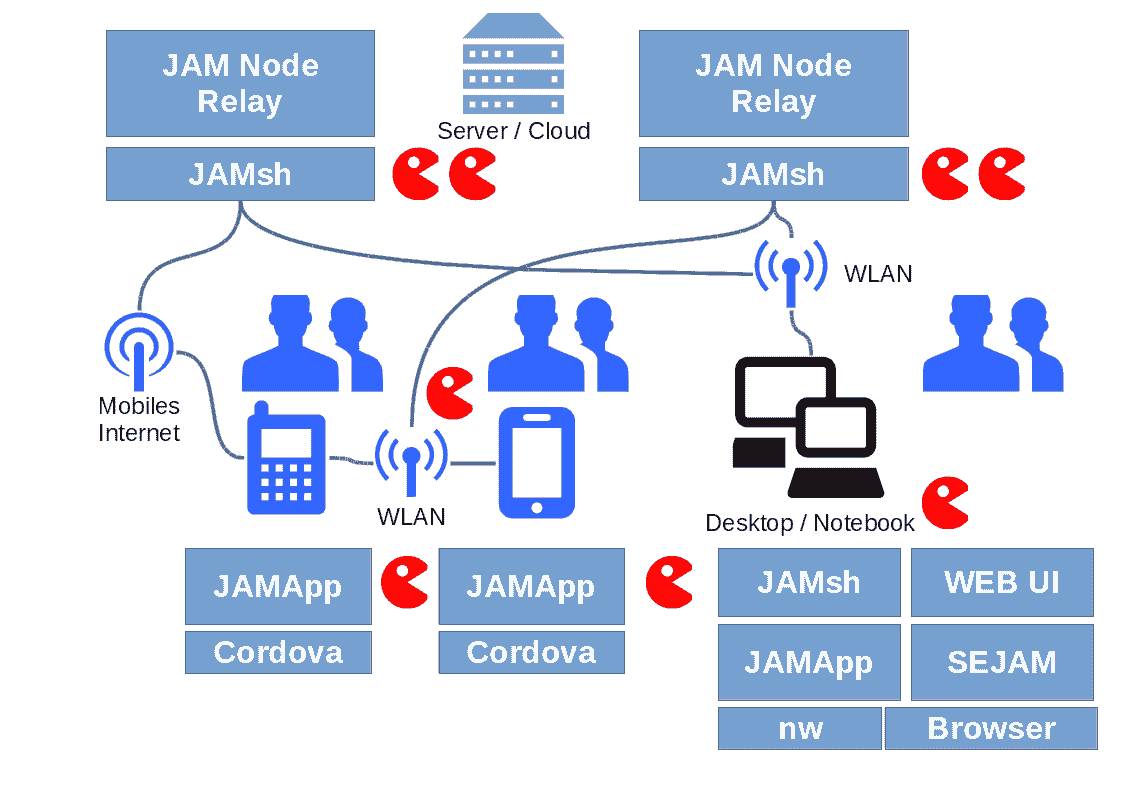 JAM Node
Relay
JAM Node
Relay
Server / Cloud
JAMsh
JAMsh
WLAN
Mobiles
Internet
WLAN
Desktop / Notebook
JAMApp
JAMApp
JAMsh
WEB UI
Cordova
Cordova
JAMApp
SEJAM
nw
Browser